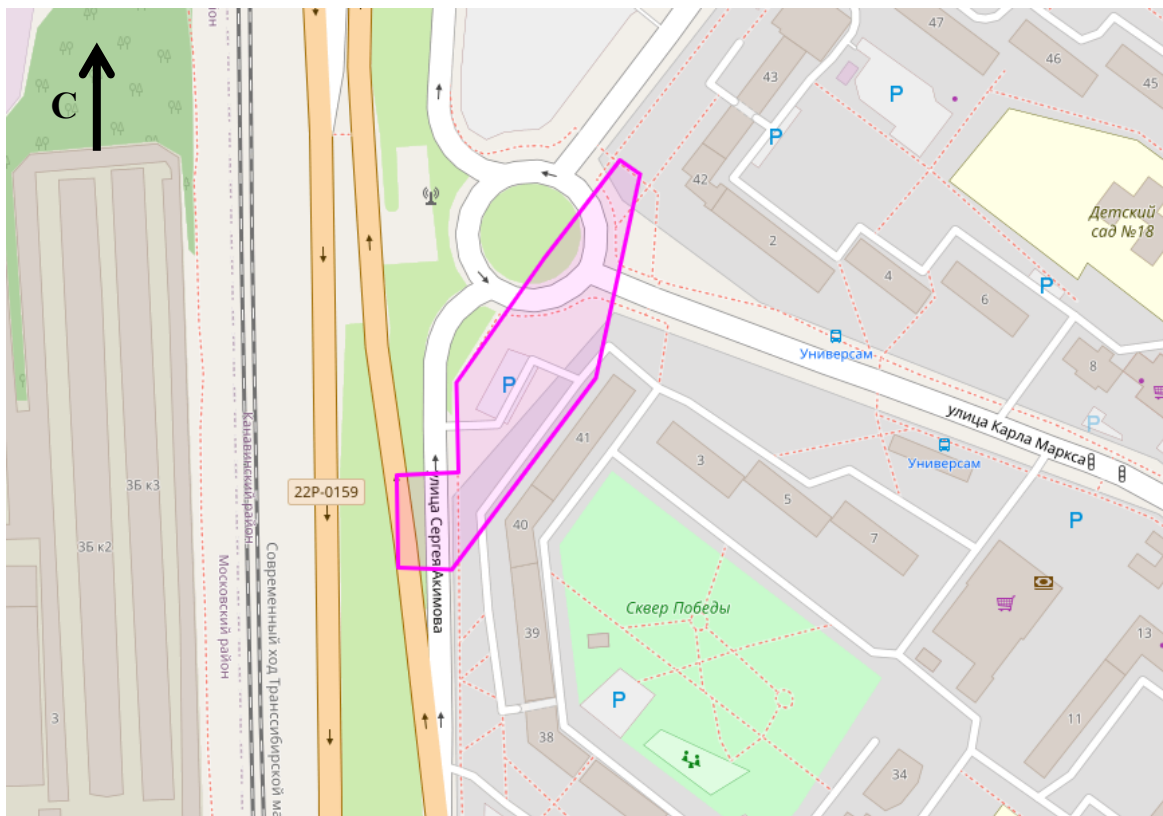 ЮН
йон
47
46
45
43
P
P
С
42
2
Детский
сад №18
4
6
P
Универсам
8
P
P
41
улица Карла Маркса
Универсам
3
5
7
P
3Б к3
3Б к2
22Р-0159
Канавинский район
Московский район
Современный ход Транссибирской ма
улица Сергея Акимова
40
39
38
Сквер Победы
P
13
11
34
3